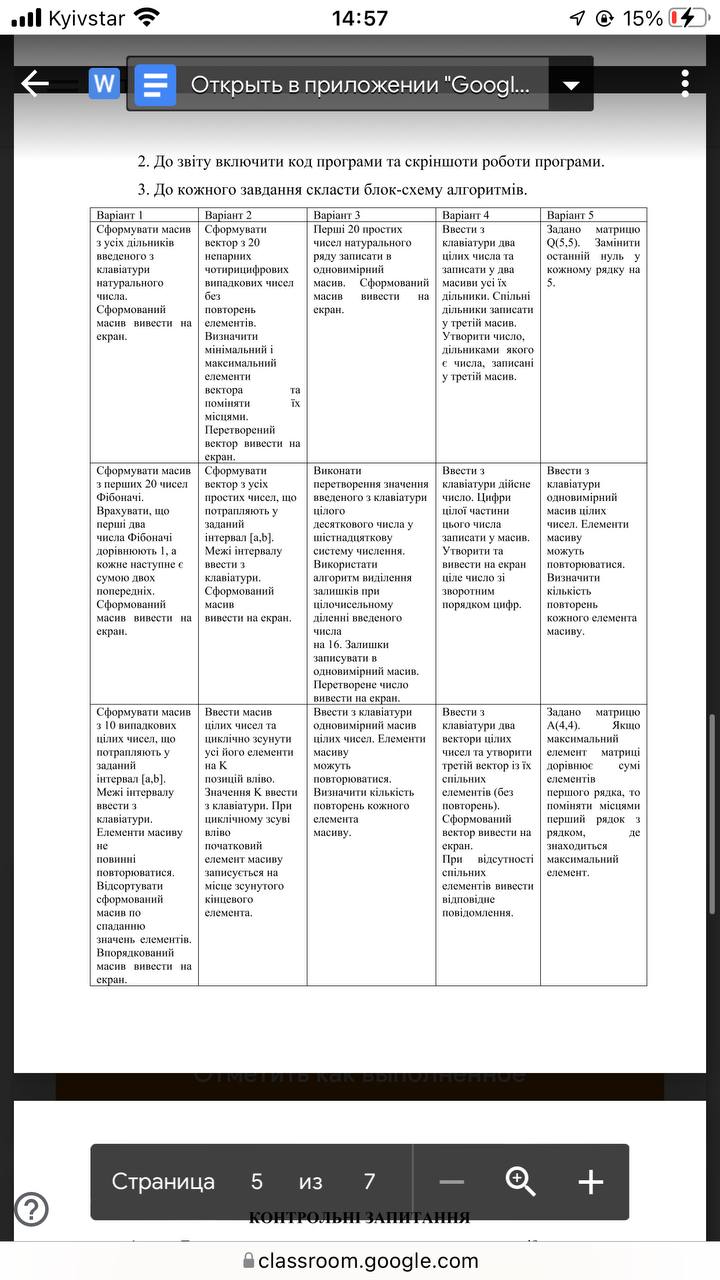 Kyivstar 14:57 15%
W Открыть в приложении "Googl...
2. До звіту включити код програми та скріншоти роботи програми.
3. До кожного завдання скласти блок-схему алгоритмів.
Варіант 1
Варіант 2
Варіант 3
Варіант 4
Варіант 5
Сформувати масив
з усіх дільників
введеного з
клавіатури
натурального
числа.
Сформований
масив вивести на
екран.
Сформувати
вектор з 20
непарних
чотирицифрових
випадкових чисел
без
повторень
елементів.
Визначити
мінімальний і
максимальний
елементи
вектора та
поміняти їх
місцями.
Перетворений
вектор вивести на
екран.
Перші 20 простих
чисел натурального
ряду записати в
одновимірний
масив. Сформований
масив вивести на
екран.
Ввести з
клавіатури два
цілих числа та
записати у два
масиви усі їх
дільники. Спільні
дільники записати
у третій масив.
Утворити число,
дільниками якого
є числа, записані
у третій масив.
Задано матрицю
Q(5,5). Замінити
останній нуль у
кожному рядку на
5.
Сформувати масив
з перших 20 чисел
Фібоначі.
Врахувати, що
перші два
числа Фібоначі
дорівнюють 1, а
кожне наступне є
сумою двох
попередніх.
Сформований
масив вивести на
екран.
Сформувати
вектор з усіх
простих чисел, що
потрапляють у
заданий
інтервал [a,b].
Межі інтервалу
ввести з
клавіатури.
Сформований
масив
вивести на екран.
Виконати
перетворення значення
введеного з клавіатури
цілого
десяткового числа у
шістнадцяткову
систему числення.
Використати
алгоритм виділення
залишків при
цілочисельному
діленні введеного
числа
на 16. Залишки
записувати в
одновимірний масив.
Перетворене число
вивести на екран.
Ввести з
клавіатури дійсне
число. Цифри
цілої частини
цього числа
записати у масив.
Утворити та
вивести на екран
ціле число зі
зворотним
порядком цифр.
Ввести з
клавіатури
одновимірний
масив цілих
чисел. Елементи
масиву
можуть
повторюватися.
Визначити
кількість
повторень
кожного елемента
масиву.
Сформувати масив
з 10 випадкових
цілих чисел, що
потрапляють у
заданий
інтервал [a,b].
Межі інтервалу
ввести з
клавіатури.
Елементи масиву
не
повинні
повторюватися.
Відсортувати
сформований
масив по
спаданню
значень елементів.
Впорядкований
масив вивести на
екран.
Ввести масив
цілих чисел та
циклічно зсунути
усі його елементи
на K
позицій вліво.
Значення K ввести
з клавіатури. При
циклічному зсуві
вліво
початковий
елемент масиву
записується на
місце зсунутого
кінцевого
елемента.
Ввести з клавіатури
одновимірний масив
цілих чисел. Елементи
масиву
можуть
повторюватися.
Визначити кількість
повторень кожного
елемента
масиву.
Ввести з
клавіатури два
вектори цілих
чисел та утворити
третій вектор із їх
спільних
елементів (без
повторень).
Сформований
вектор вивести на
екран.
При відсутності
спільних
елементів вивести
відповідне
повідомлення.
Задано матрицю
A(4,4). Якщо
максимальний
елемент матриці
дорівнює сумі
елементів
першого рядка, то
поміняти місцями
перший рядок з
рядком, де
знаходиться
максимальний
елемент.
Отметить как выполненное
Страница 5 из 7
КОНТРОЛЬНІ ЗАПИТАННЯ
classroom.google.com